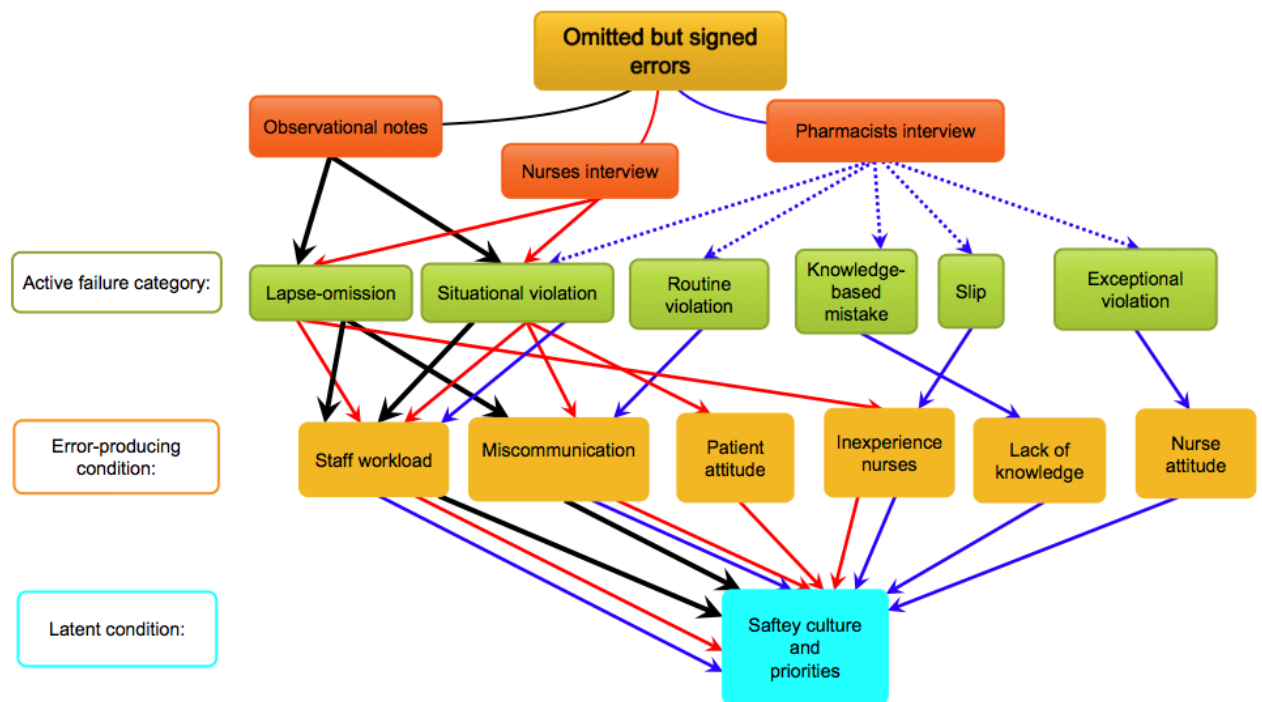 Omitted but signed
errors
Observational notes
Pharmacists interview
Nurses interview
Active failure category:
Lapse-omission
Situational violation
Routine
violation
Knowledge-
based
mistake
Slip
Exceptional
violation
Error-producing
condition:
Staff workload
Miscommunication
Patient
attitude
Inexperience
nurses
Lack of
knowledge
Nurse
attitude
Latent condition:
Saftey culture
and
priorities